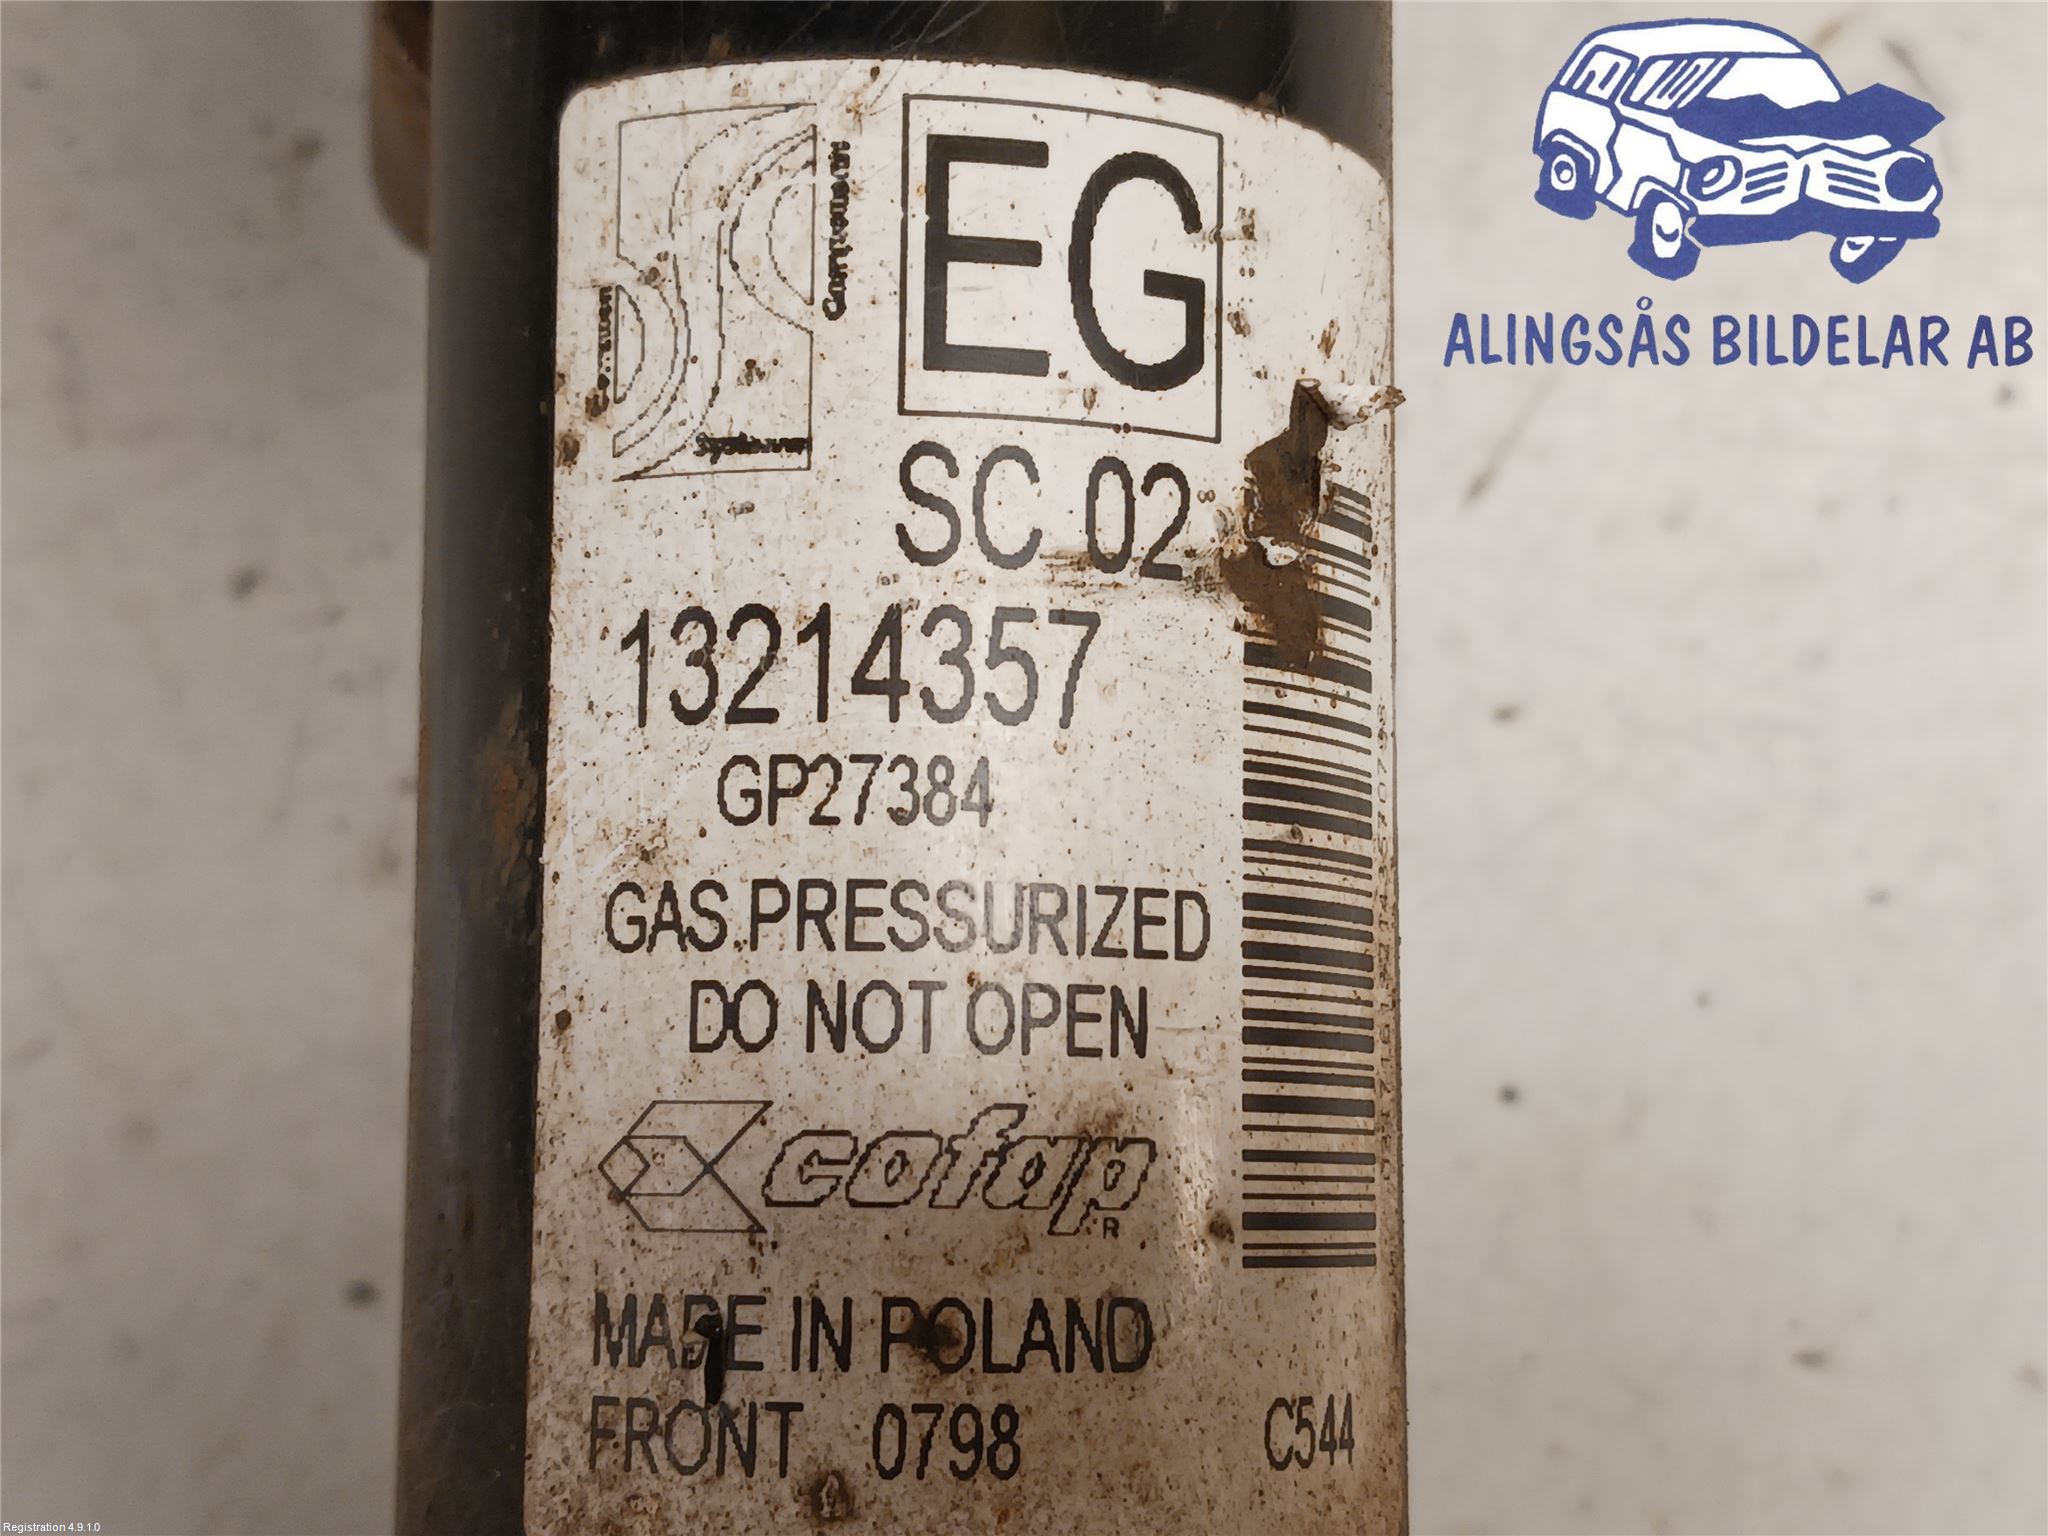 EG
SC 02
13214357
GP27384
GAS PRESSURIZED
DO NOT OPEN
cofap
R
MADE IN POLAND
FRONT 0798
C544
ALINGSÅS BILDELAR AB
Registration 4.9.1.0